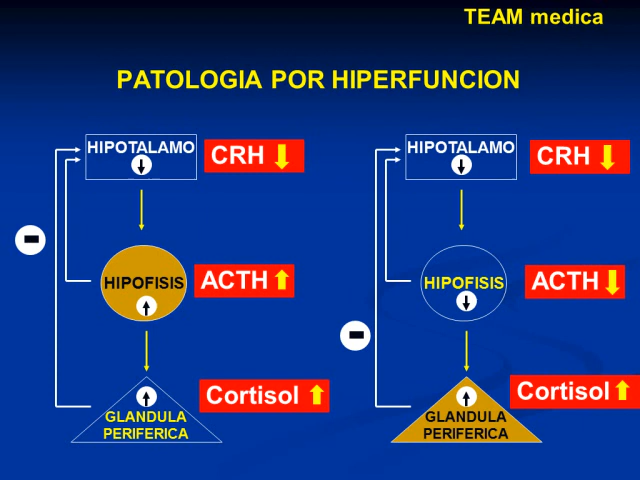 TEAM medica
PATOLOGIA POR HIPERFUNCION
HIPOTALAMO
CRH
HIPOFISIS
ACTH
Cortisol
GLANDULA
PERIFERICA
HIPOTALAMO
CRH
HIPOFISIS
ACTH
Cortisol
GLANDULA
PERIFERICA